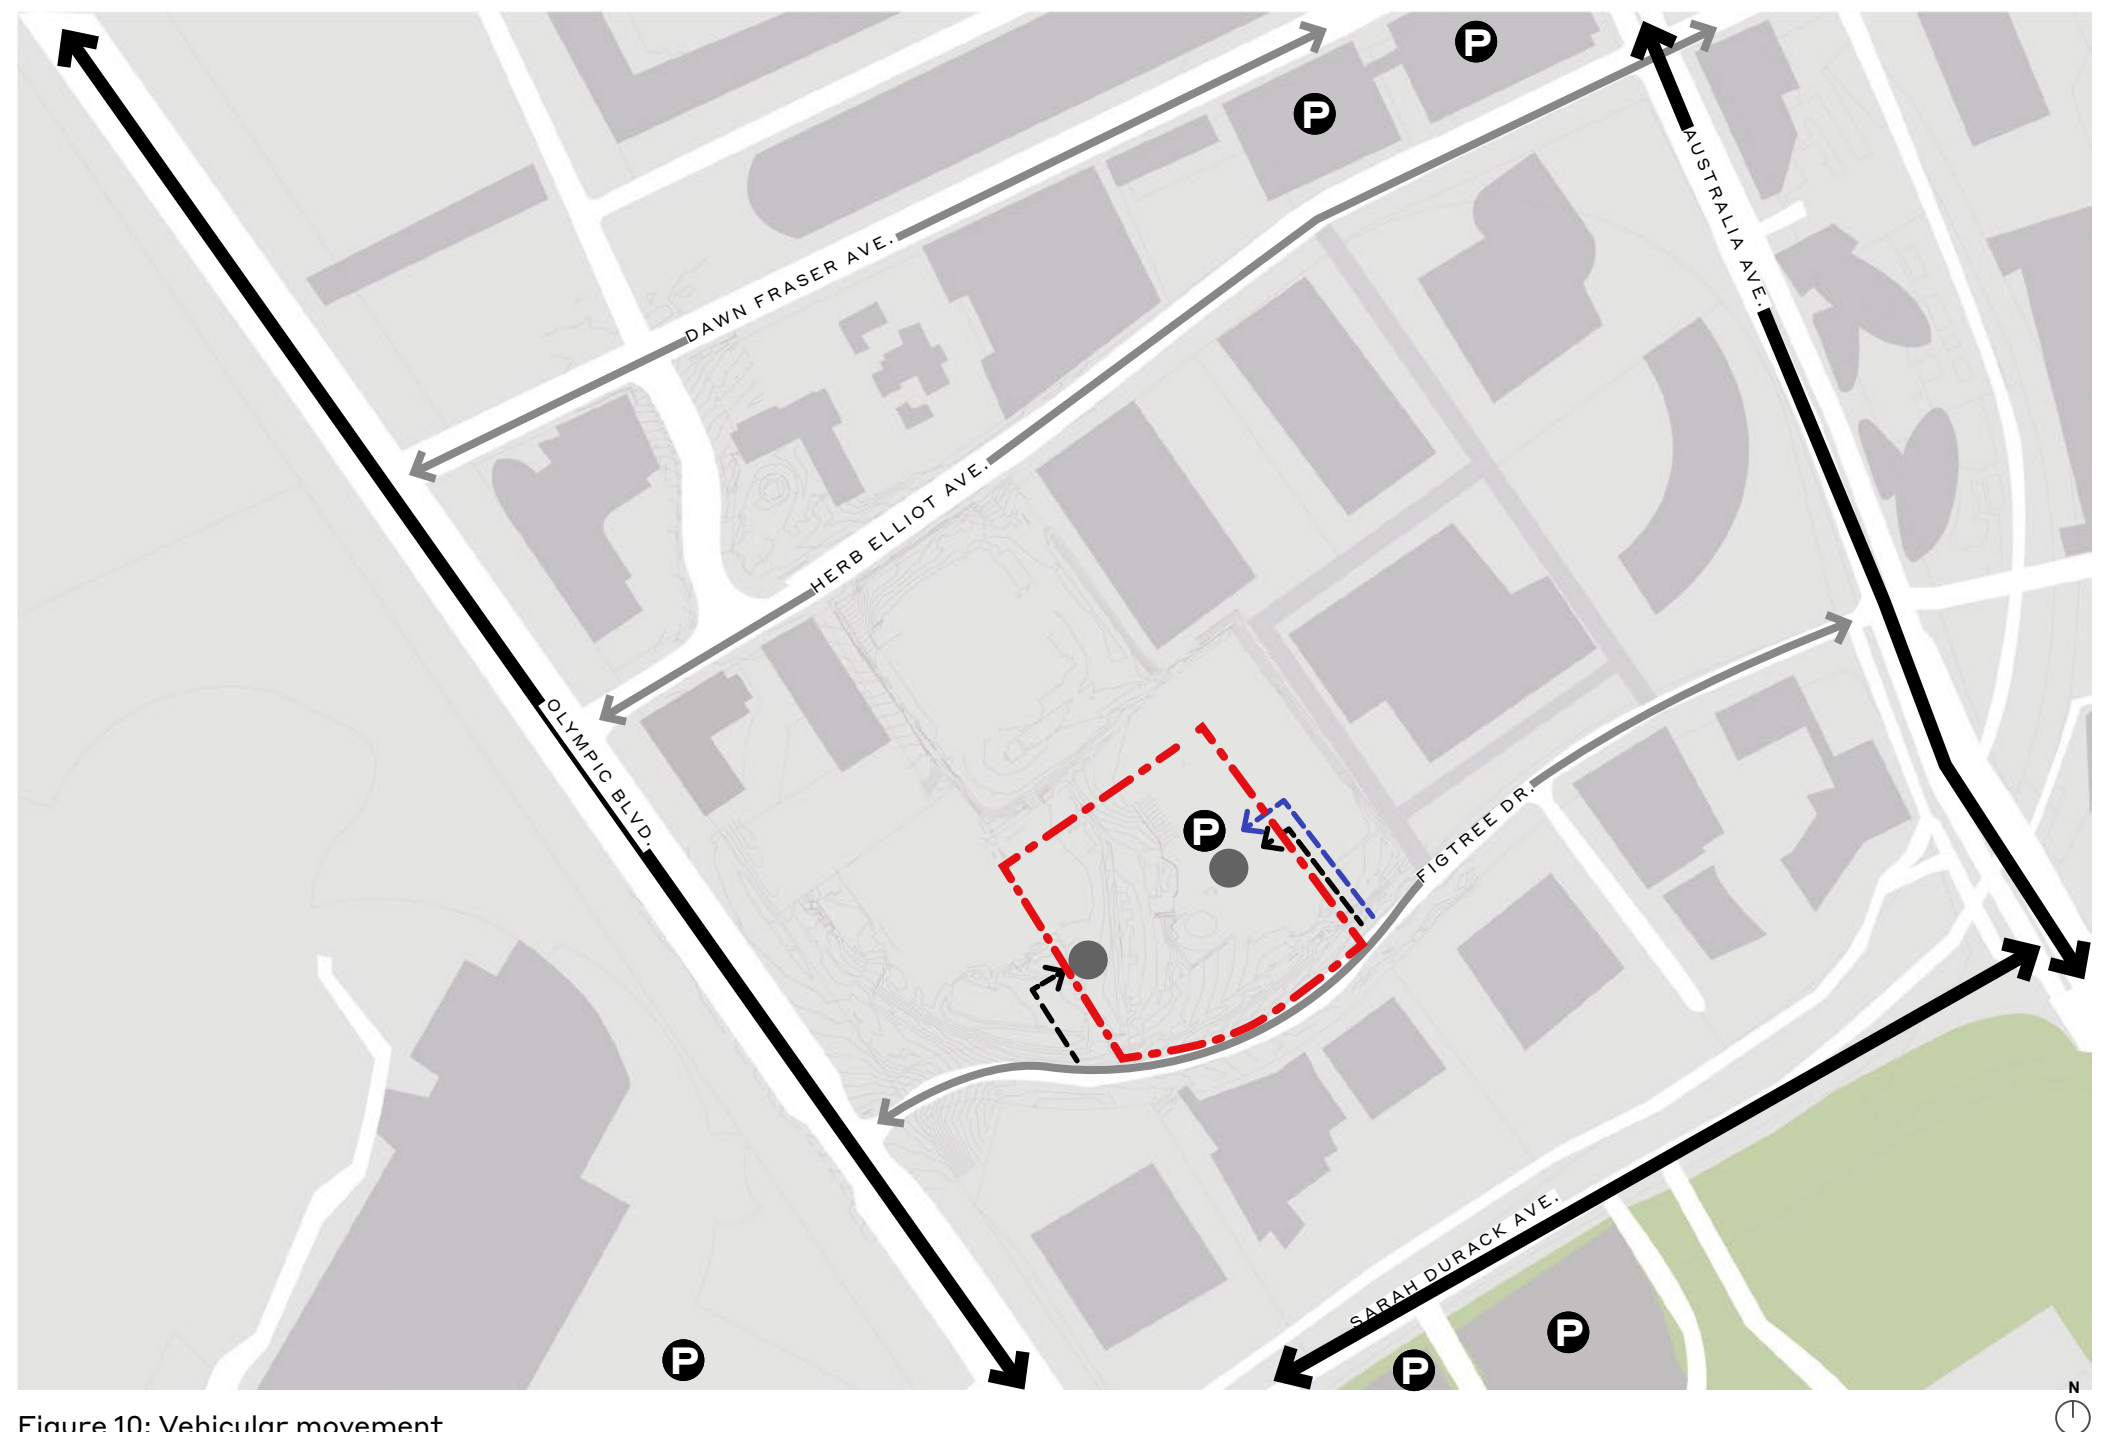 P
P
AUSTRALIA AVE.
DAWN FRASER AVE.
HERB ELLIOT AVE.
OLYMPIC BLVD.
P
FIGTREE DR.
SARAH DURACK AVE.
P
P
P
N
Figure 10: Vehicular movement